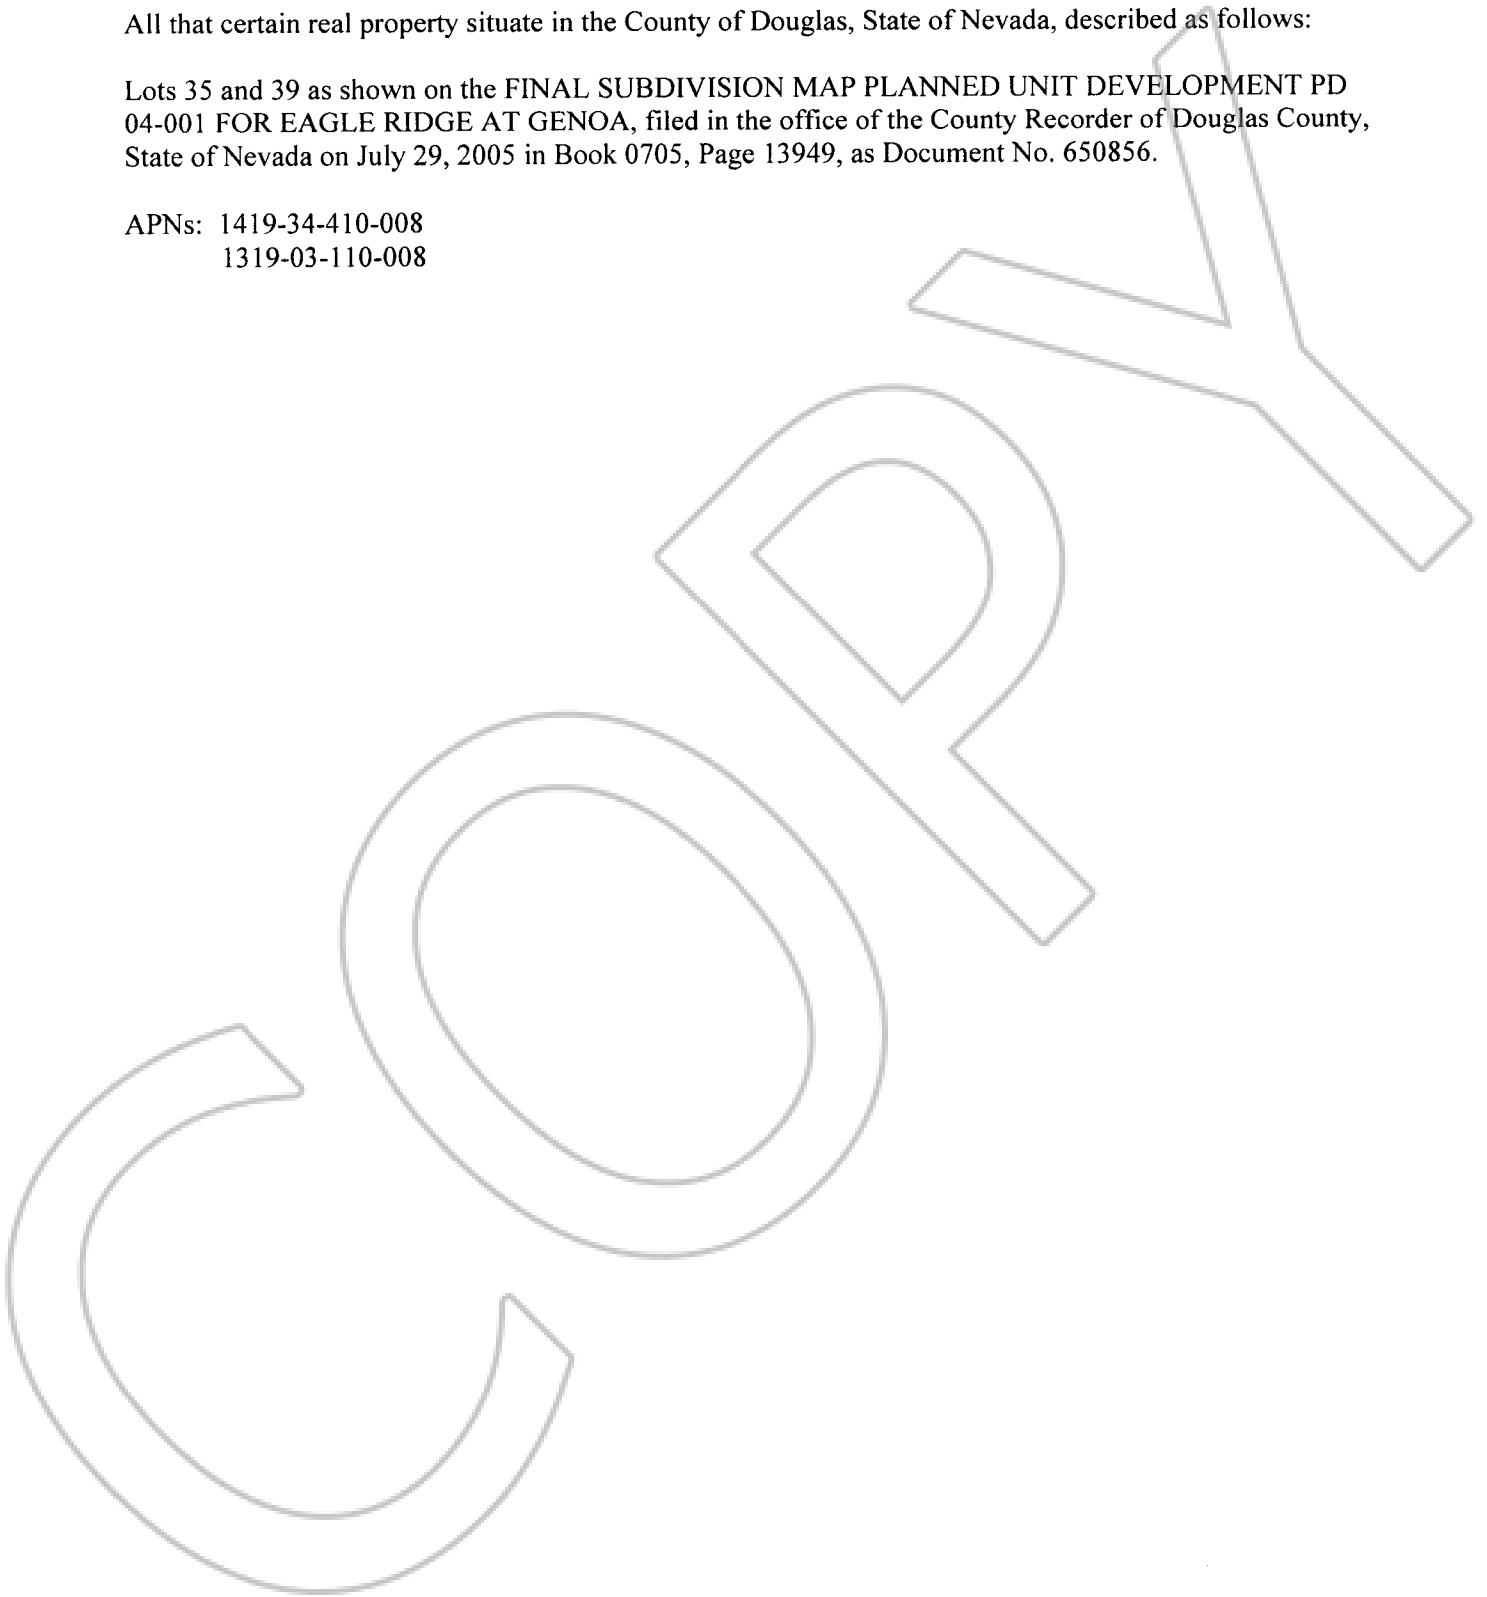 All that certain real property situate in the County of Douglas, State of Nevada, described as follows:
Lots 35 and 39 as shown on the FINAL SUBDIVISION MAP PLANNED UNIT DEVELOPMENT PD
04-001 FOR EAGLE RIDGE AT GENOA, filed in the office of the County Recorder of Douglas County,
State of Nevada on July 29, 2005 in Book 0705, Page 13949, as Document No. 650856.
APNs: 1419-34-410-008
1319-03-110-008
COPY